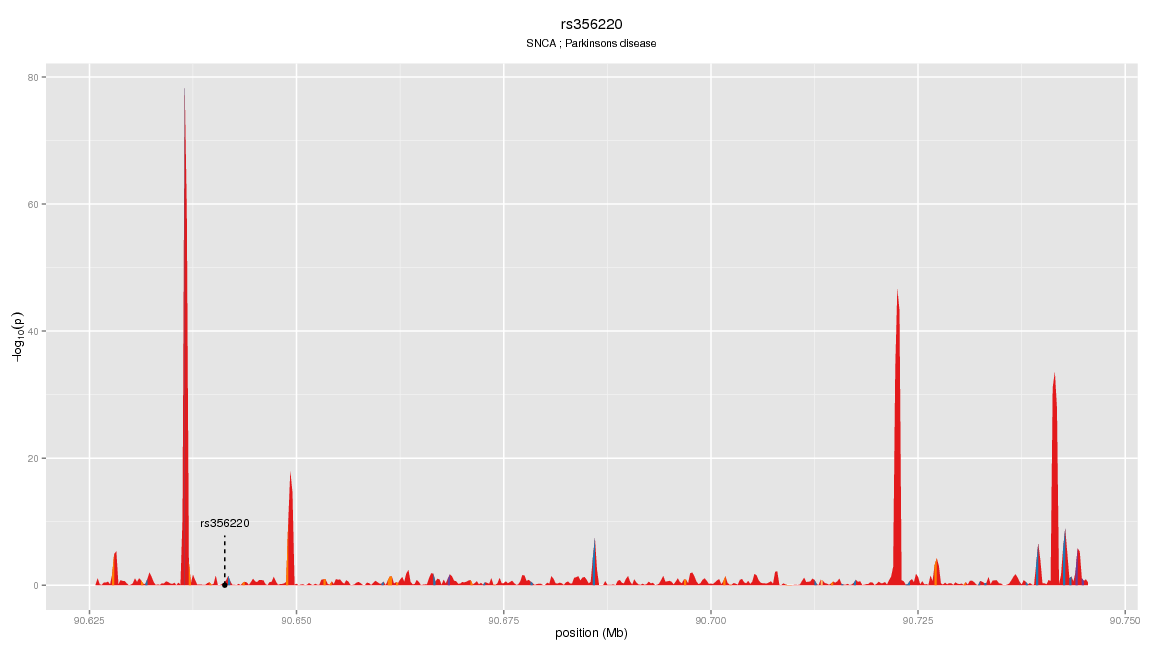 rs356220
SNCA ; Parkinsons disease
80
60
40
20
0
−log10(p)
rs356220
90.625
90.650
90.675
90.700
90.725
90.750
position (Mb)